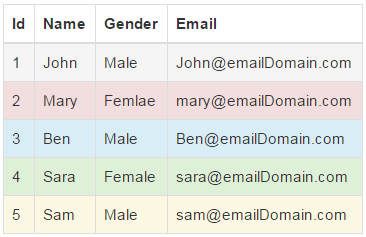 Id Name Gender Email
1 John Male John@emailDomain.com
2 Mary Femlae mary@emailDomain.com
3 Ben Male Ben@emailDomain.com
4 Sara Female sara@emailDomain.com
5 Sam Male sam@emailDomain.com